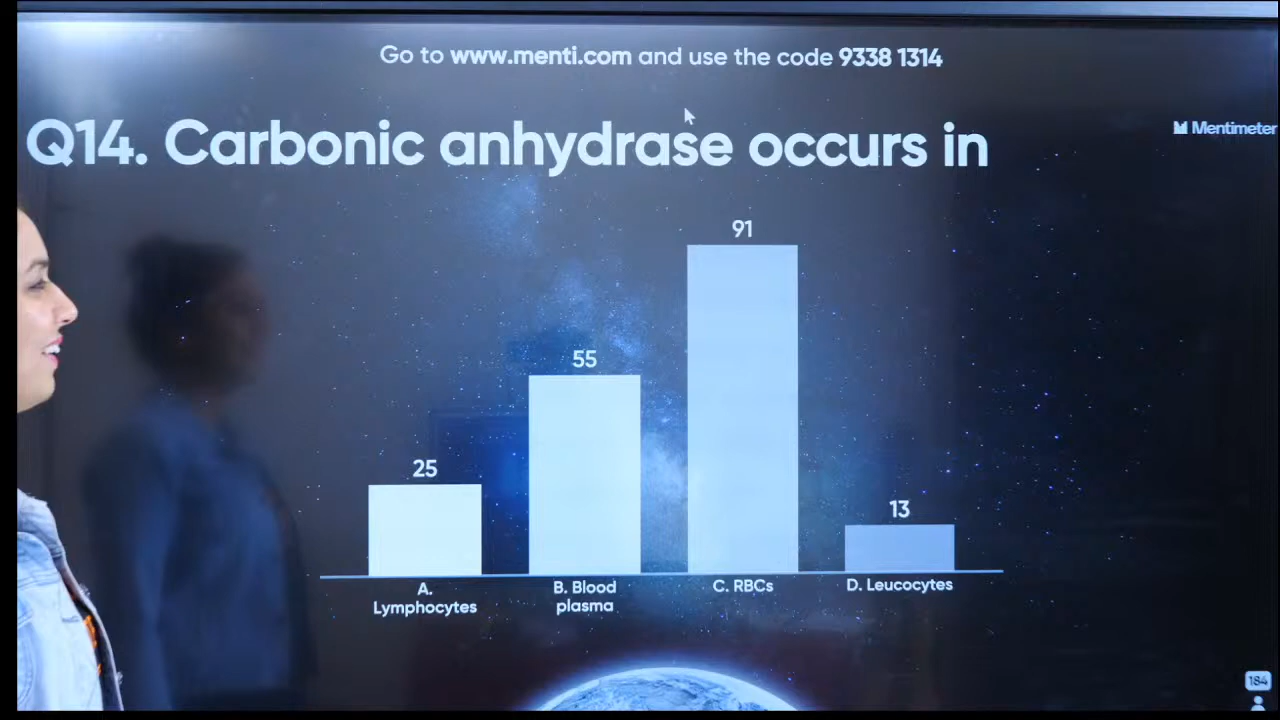 Go to www.menti.com and use the code 9338 1314
Q14. Carbonic anhydrase occurs in
Mentimeter
91
55
25
13
A.
Lymphocytes
B. Blood
plasma
C. RBCs
D. Leucocytes
184